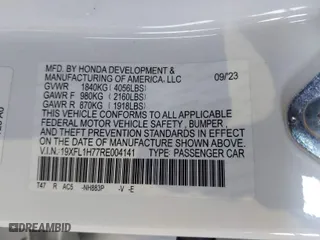 MFD. BY HONDA DEVELOPMENT &
MANUFACTURING OF AMERICA. LLC 09/23
GVWR 1840KG (4056LBS)
GAWR F 980KG (2160LBS)
GAWR R 870KG (1918LBS)
THIS VEHICLE CONFORMS TO ALL APPLICABLE
FEDERAL MOTOR VEHICLE SAFETY, BUMPER,
AND THEFT PREVENTION STANDARDS IN EFFECT
ON THE DATE OF MANUFACTURE SHOWN ABOVE.
V.I.N. 19XFL1H77RE004141 TYPE: PASSENGER CAR
T47 R AC5 -NH883P -V -E